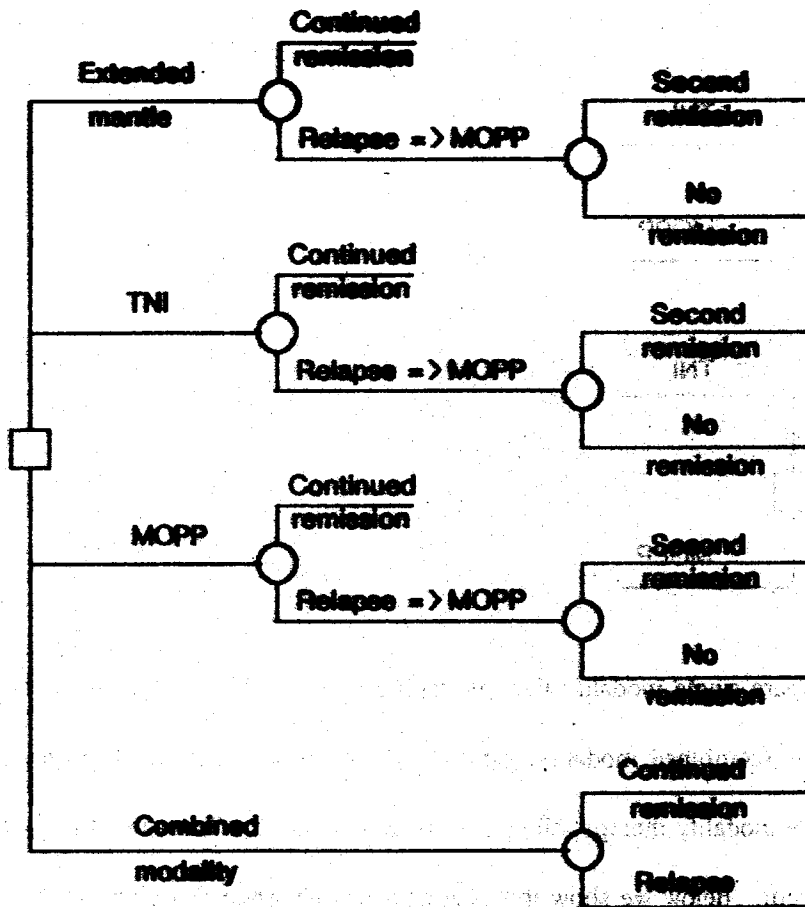 Continued
remission
Extended
mantle
Relapse => MOPP
Second
remission
No
remission
Continued
remission
TNI
Relapse => MOPP
Second
remission
TNI
No
remission
Continued
remission
MOPP
Relapse => MOPP
Second
remission
No
remission
Continued
remission
Combined
modality
Relapse